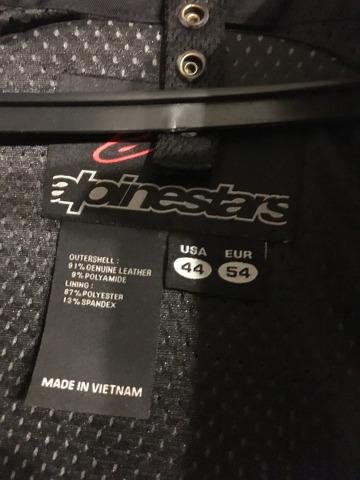 alpinestars
USA EUR
44 54
OUTERSHELL :
91% GENUINE LEATHER
9% POLYAMIDE
LINING :
87% POLYESTER
13% SPANDEX
MADE IN VIETNAM